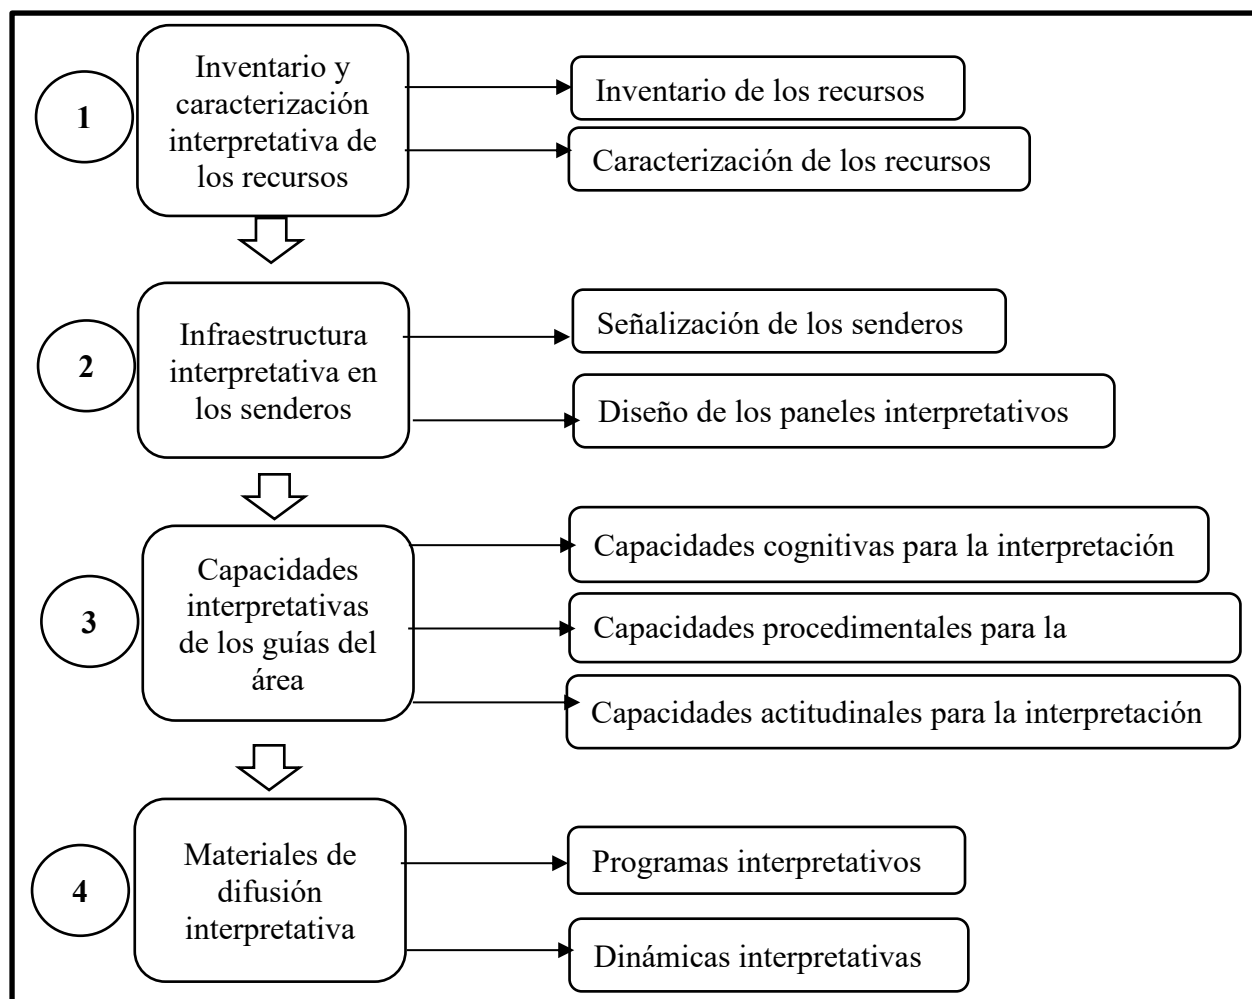 1
Inventario y
caracterización
interpretativa de
los recursos
Inventario de los recursos
Caracterización de los recursos
2
Infraestructura
interpretativa en
los senderos
Señalización de los senderos
Diseño de los paneles interpretativos
3
Capacidades
interpretativas
de los guías del
área
Capacidades cognitivas para la interpretación
Capacidades procedimentales para la
Capacidades actitudinales para la interpretación
4
Materiales de
difusión
interpretativa
Programas interpretativos
Dinámicas interpretativas